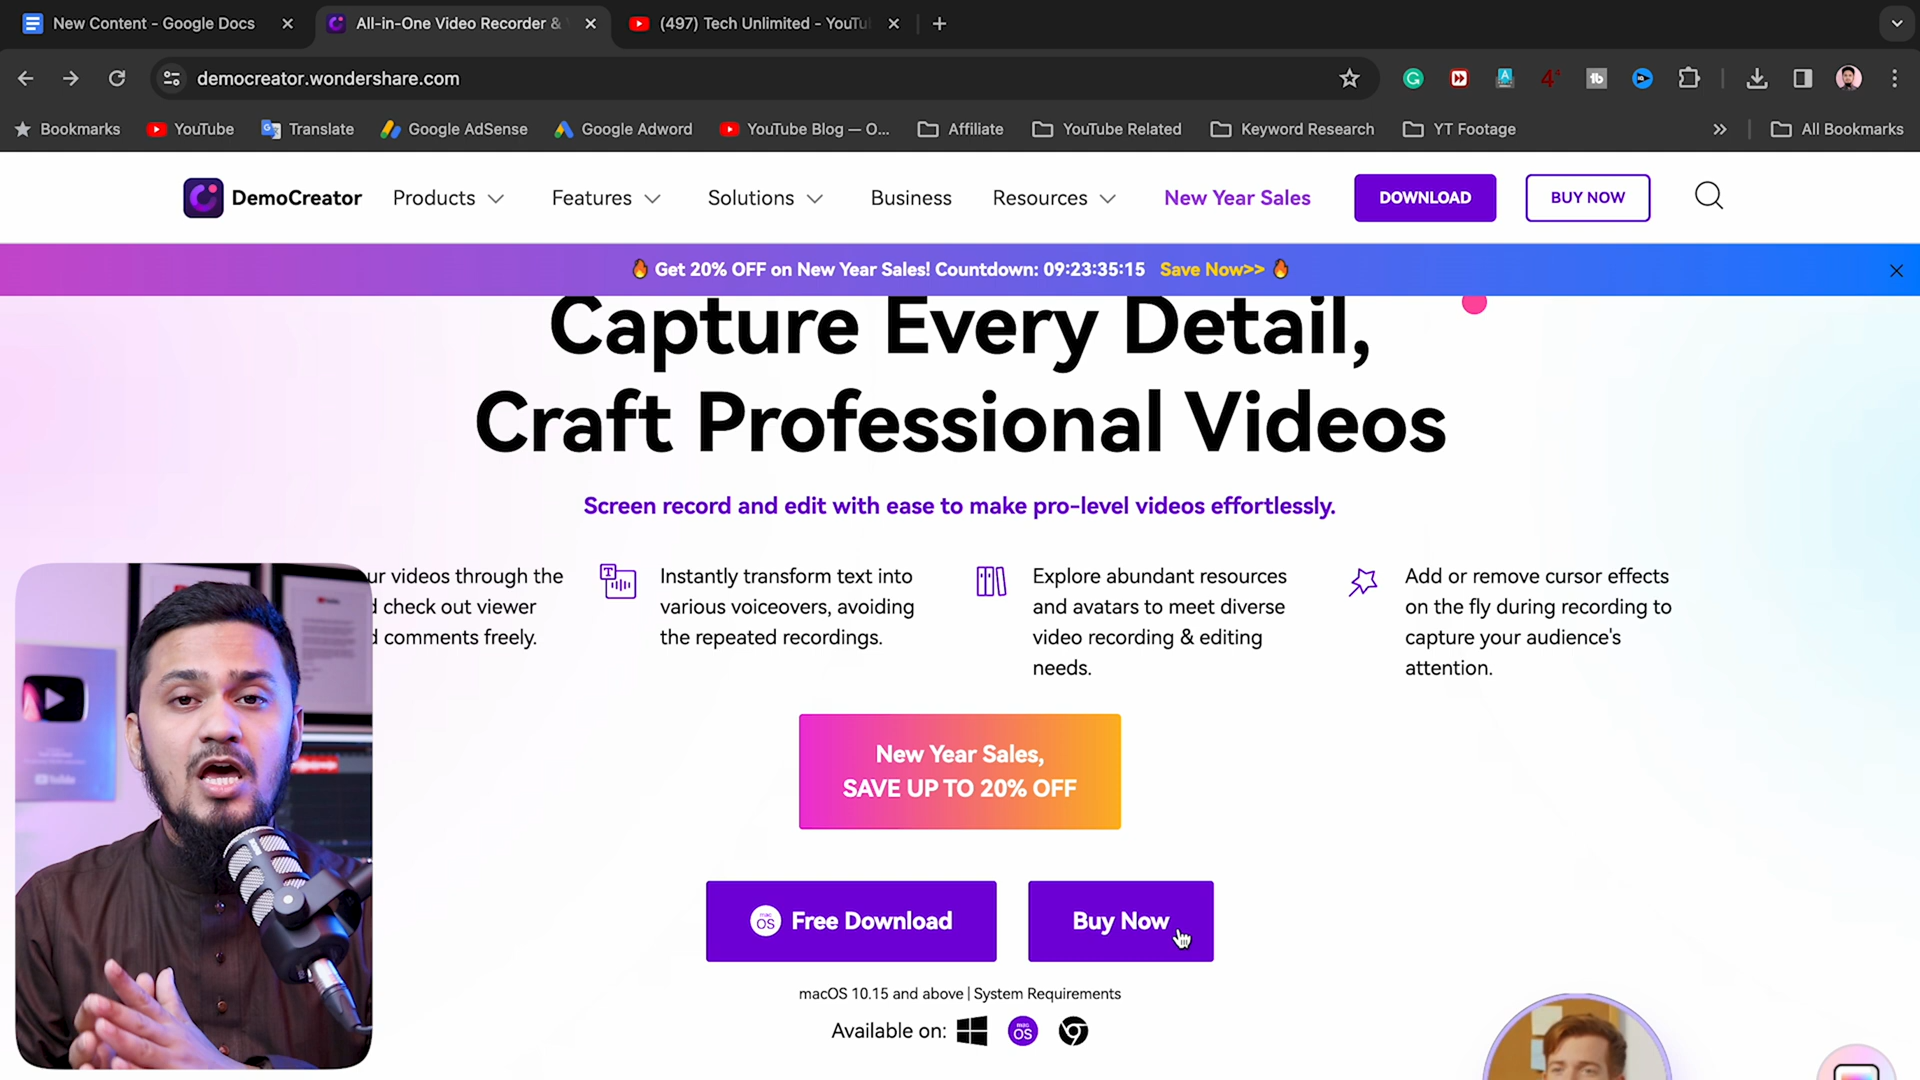 New Content - Google Docs
All-in-One Video Recorder &
(497) Tech Unlimited - YouTu
democreator.wondershare.com
Bookmarks
YouTube
Translate
Google AdSense
Google Adword
YouTube Blog — O...
Affiliate
YouTube Related
Keyword Research
YT Footage
All Bookmarks
DemoCreator
Products
Features
Solutions
Business
Resources
New Year Sales
DOWNLOAD
BUY NOW
Get 20% OFF on New Year Sales! Countdown: 09:23:35:15 Save Now>>
Capture Every Detail,
Craft Professional Videos
Screen record and edit with ease to make pro-level videos effortlessly.
ur videos through the
d check out viewer
d comments freely.
Instantly transform text into
various voiceovers, avoiding
the repeated recordings.
Explore abundant resources
and avatars to meet diverse
video recording & editing
needs.
Add or remove cursor effects
on the fly during recording to
capture your audience's
attention.
New Year Sales,
SAVE UP TO 20% OFF
mac
OS
Free Download
Buy Now
macOS 10.15 and above | System Requirements
Available on:
mac
OS